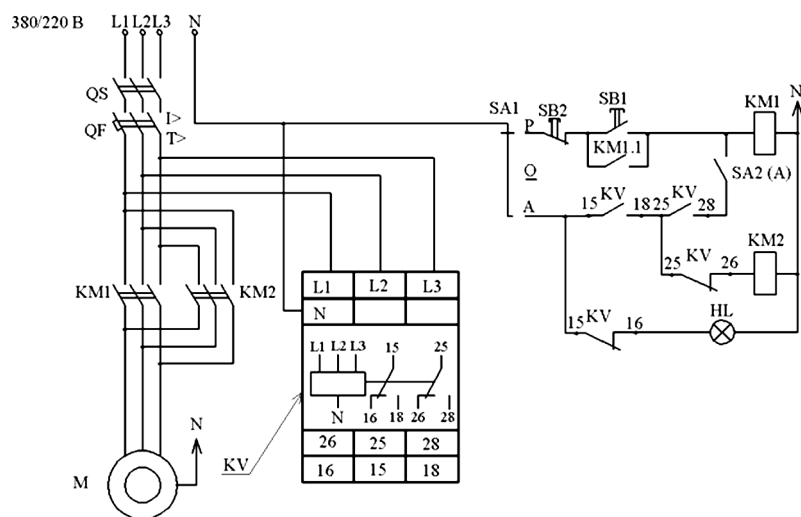 380/220 В L1 L2 L3 N
QS
QF I>
T>
SA1 P SB2 SB1 KM1 N
KM1.1
O SA2 (A)
A 15 KV 18 25 KV 28
25 KV 26 KM2
15 KV 16 HL
KM1 KM2
L1 L2 L3
N
L1 L2 L3 15 25
N 16 18 26 28
26 25 28
16 15 18
KV
M N